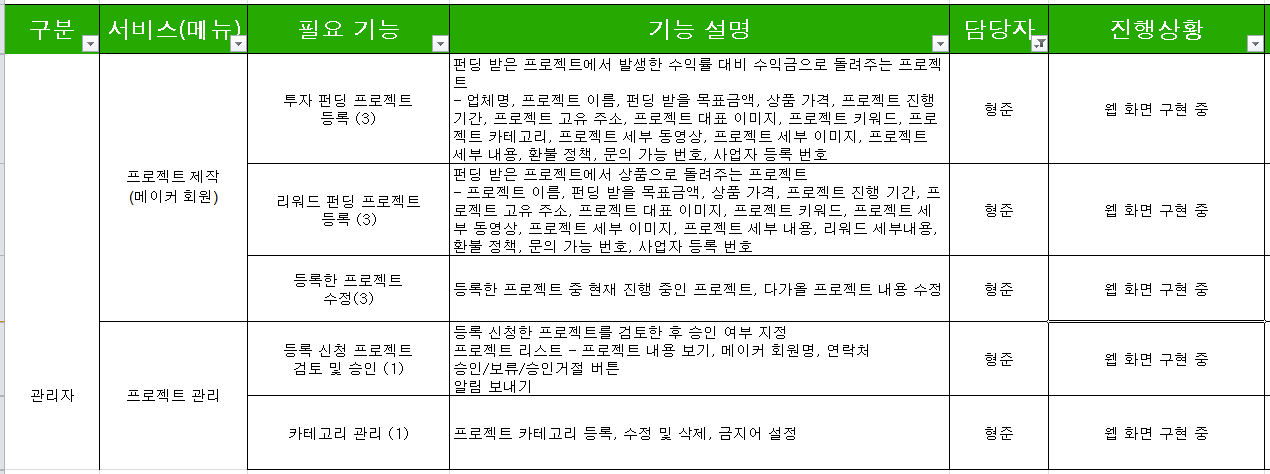 구분
서비스(메뉴)
필요 기능
기능 설명
담당자
진행상황
프로젝트 제작
(메이커 회원)
투자 펀딩 프로젝트
등록 (3)
펀딩 받은 프로젝트에서 발생한 수익률 대비 수익금으로 돌려주는 프로젝
트
- 업체명, 프로젝트 이름, 펀딩 받을 목표금액, 상품 가격, 프로젝트 진행
기간, 프로젝트 고유 주소, 프로젝트 대표 이미지, 프로젝트 키워드, 프로
젝트 카테고리, 프로젝트 세부 동영상, 프로젝트 세부 이미지, 프로젝트
세부 내용, 환불 정책, 문의 가능 번호, 사업자 등록 번호
형준
웹 화면 구현 중
리워드 펀딩 프로젝트
등록 (3)
펀딩 받은 프로젝트에서 상품으로 돌려주는 프로젝트
- 프로젝트 이름, 펀딩 받을 목표금액, 상품 가격, 프로젝트 진행 기간, 프
로젝트 고유 주소, 프로젝트 대표 이미지, 프로젝트 키워드, 프로젝트 세
부 동영상, 프로젝트 세부 이미지, 프로젝트 세부 내용, 리워드 세부내용,
환불 정책, 문의 가능 번호, 사업자 등록 번호
형준
웹 화면 구현 중
등록한 프로젝트
수정(3)
등록한 프로젝트 중 현재 진행 중인 프로젝트, 다가올 프로젝트 내용 수정
형준
웹 화면 구현 중
관리자
프로젝트 관리
등록 신청 프로젝트
검토 및 승인 (1)
등록 신청한 프로젝트를 검토한 후 승인 여부 지정
프로젝트 리스트 - 프로젝트 내용 보기, 메이커 회원명, 연락처
승인/보류/승인거절 버튼
알림 보내기
형준
웹 화면 구현 중
카테고리 관리 (1)
프로젝트 카테고리 등록, 수정 및 삭제, 금지어 설정
형준
웹 화면 구현 중